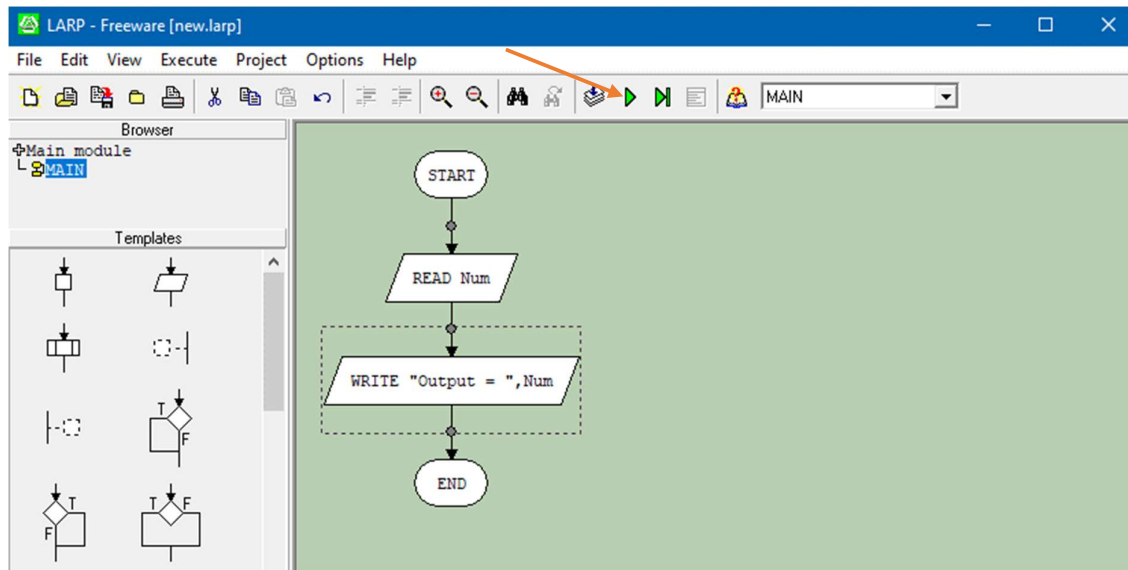 LARP - Freeware [new.larp]
File Edit View Execute Project Options Help
MAIN
Browser
Main module
MAIN
Templates
T
F
T
F
T F
START
READ Num
WRITE "Output = ",Num
END